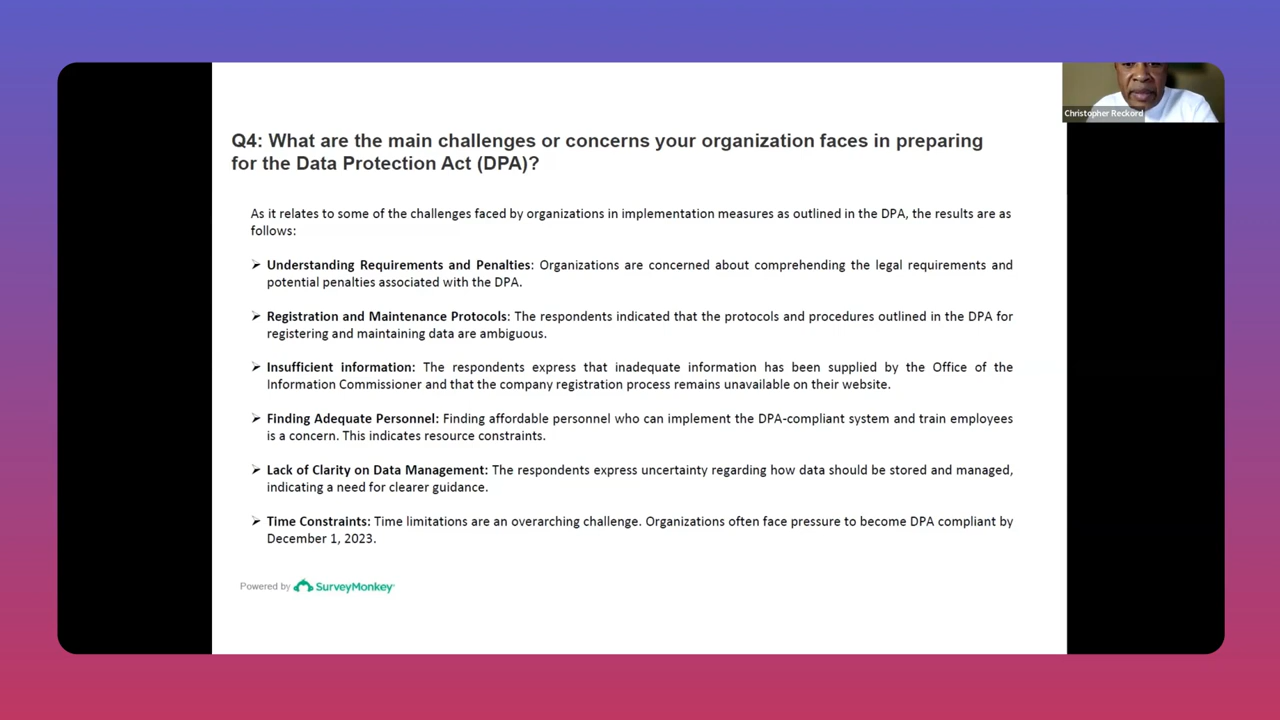 Christopher Reckord
Q4: What are the main challenges or concerns your organization faces in preparing
for the Data Protection Act (DPA)?
As it relates to some of the challenges faced by organizations in implementation measures as outlined in the DPA, the results are as
follows:
➢ Understanding Requirements and Penalties: Organizations are concerned about comprehending the legal requirements and
potential penalties associated with the DPA.
➢ Registration and Maintenance Protocols: The respondents indicated that the protocols and procedures outlined in the DPA for
registering and maintaining data are ambiguous.
➢ Insufficient information: The respondents express that inadequate information has been supplied by the Office of the
Information Commissioner and that the company registration process remains unavailable on their website.
➢ Finding Adequate Personnel: Finding affordable personnel who can implement the DPA-compliant system and train employees
is a concern. This indicates resource constraints.
➢ Lack of Clarity on Data Management: The respondents express uncertainty regarding how data should be stored and managed,
indicating a need for clearer guidance.
➢ Time Constraints: Time limitations are an overarching challenge. Organizations often face pressure to become DPA compliant by
December 1, 2023.
Powered by SurveyMonkey